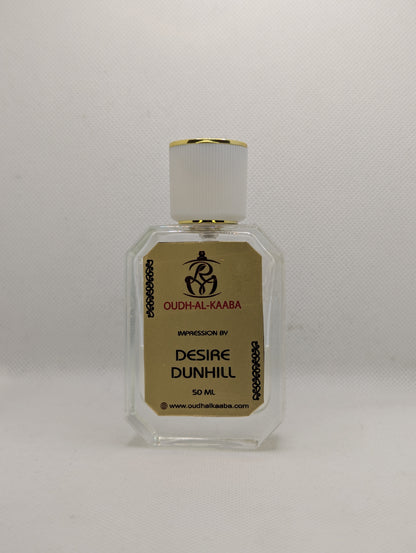 OUDH-AL-KAABA
IMPRESSION BY
DESIRE
DUNHILL
50 ML
www.oudhalkaaba.com